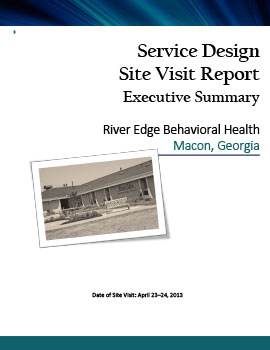 Service Design
Site Visit Report
Executive Summary
River Edge Behavioral Health
Macon, Georgia
Date of Site Visit: April 23–24, 2013